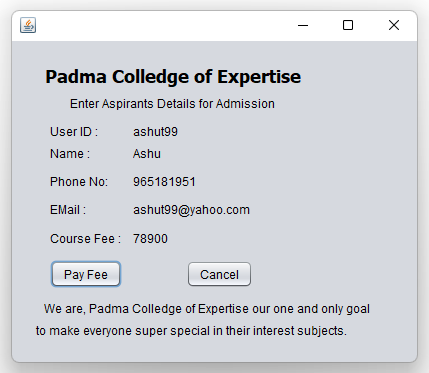 Padma Colledge of Expertise
Enter Aspirants Details for Admission
User ID : ashut99
Name : Ashu
Phone No: 965181951
EMail : ashut99@yahoo.com
Course Fee : 78900
Pay Fee Cancel
We are, Padma Colledge of Expertise our one and only goal
to make everyone super special in their interest subjects.